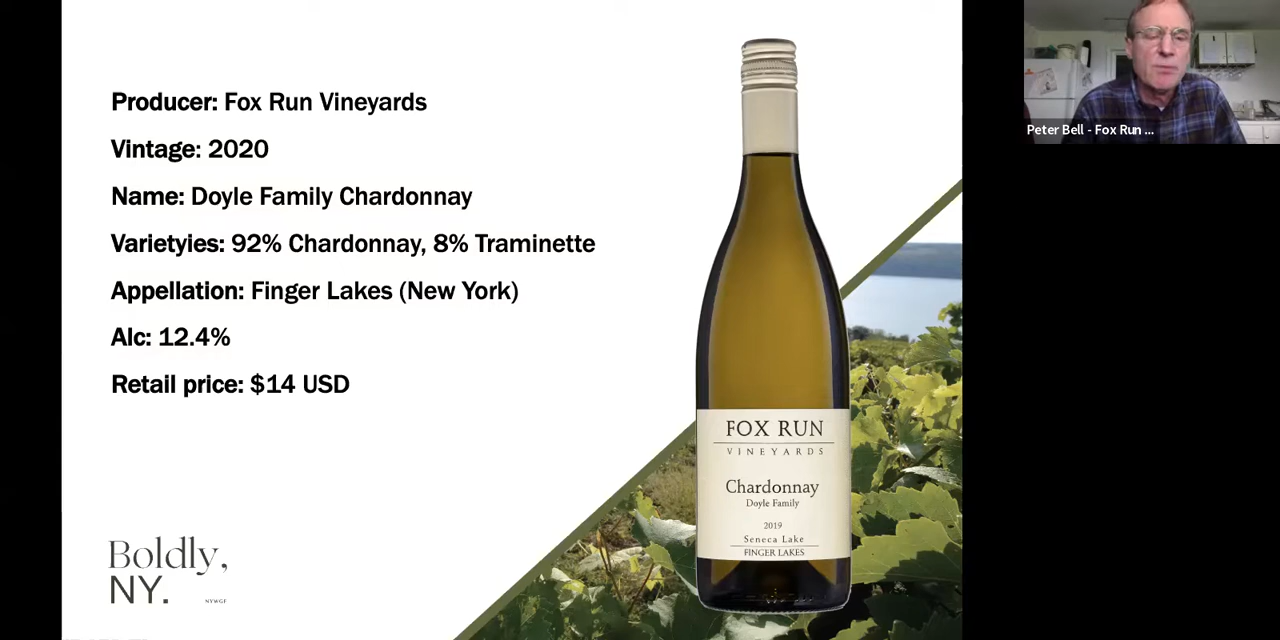 Producer: Fox Run Vineyards
Vintage: 2020
Name: Doyle Family Chardonnay
Varietyies: 92% Chardonnay, 8% Traminette
Appellation: Finger Lakes (New York)
Alc: 12.4%
Retail price: $14 USD
Boldly,
NY.
NYWGF
FOX RUN
VINEYARDS
Chardonnay
Doyle Family
2019
Seneca Lake
FINGER LAKES
Peter Bell - Fox Run ...